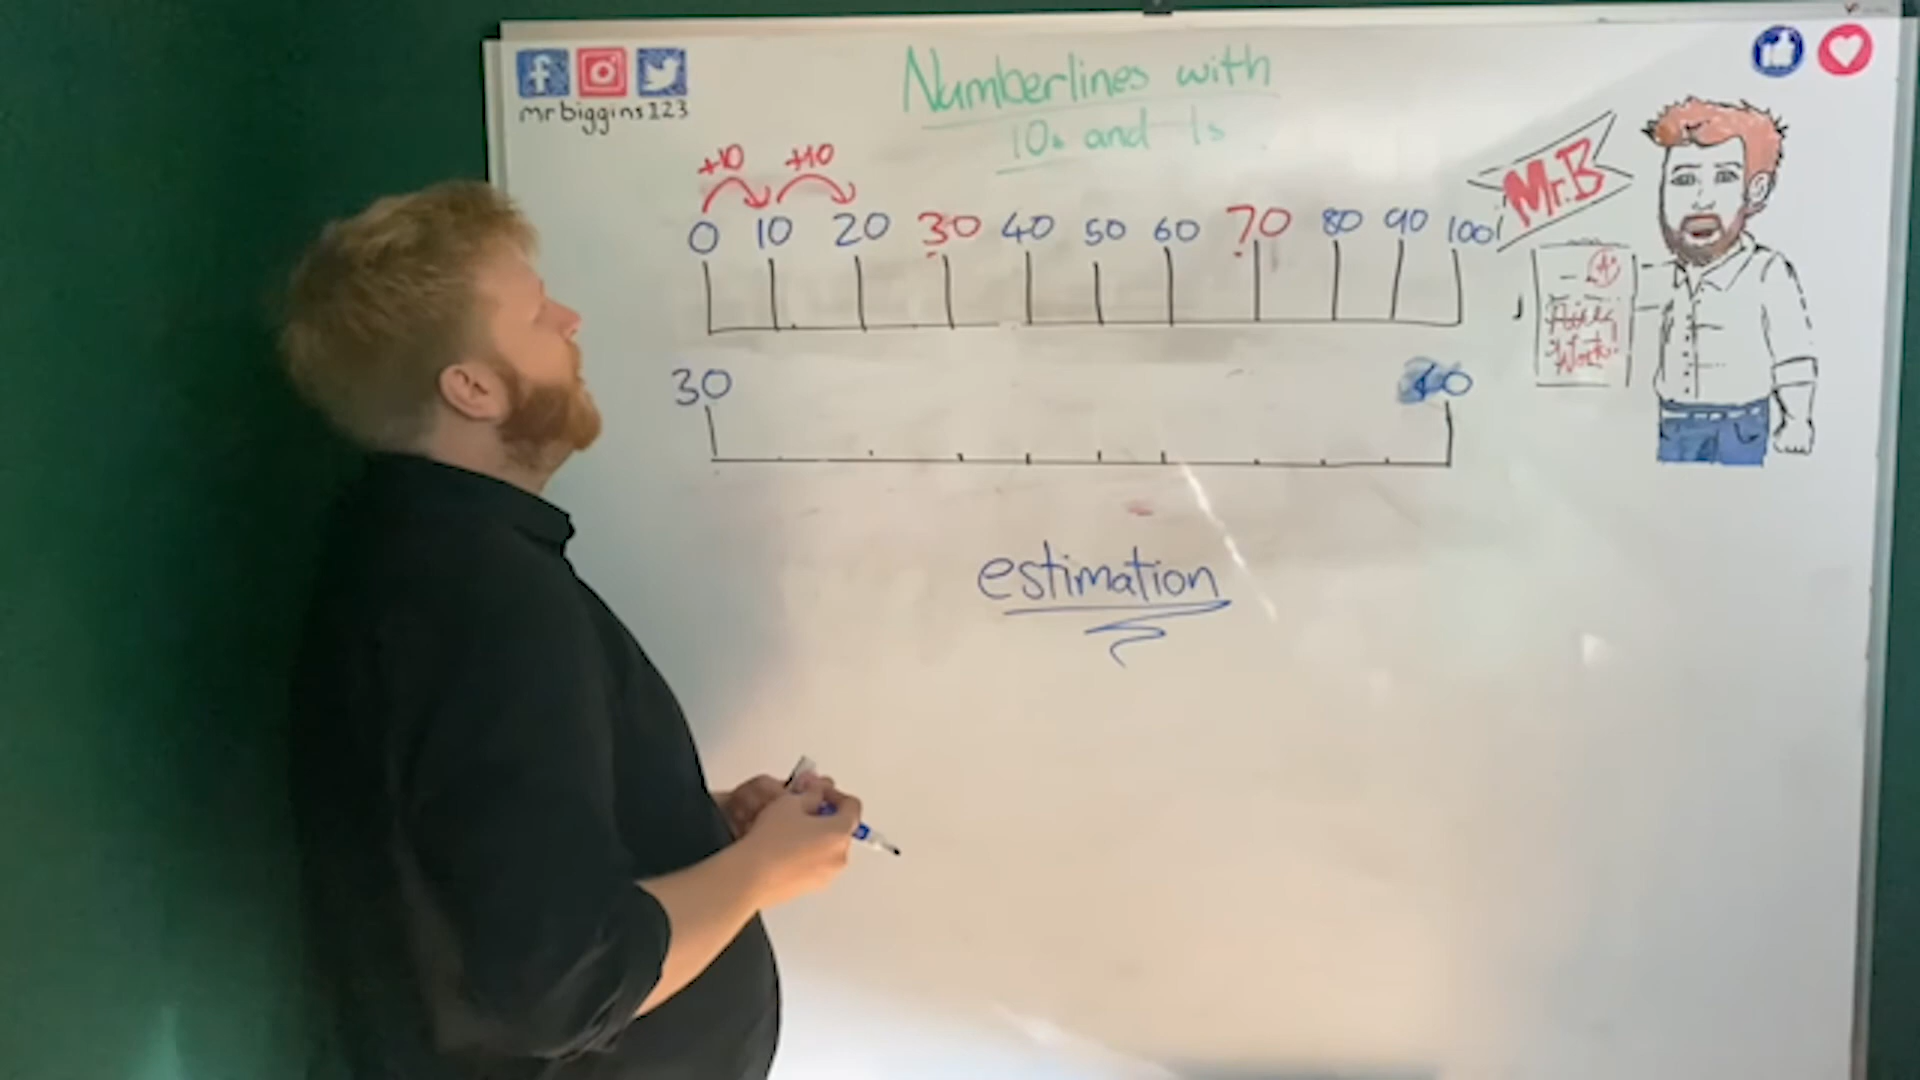 mrbiggins123
Numberlines with
10s and 1s
+10 +10
0 10 20 30 40 50 60 70 80 90 100
Mr.B
30
estimation